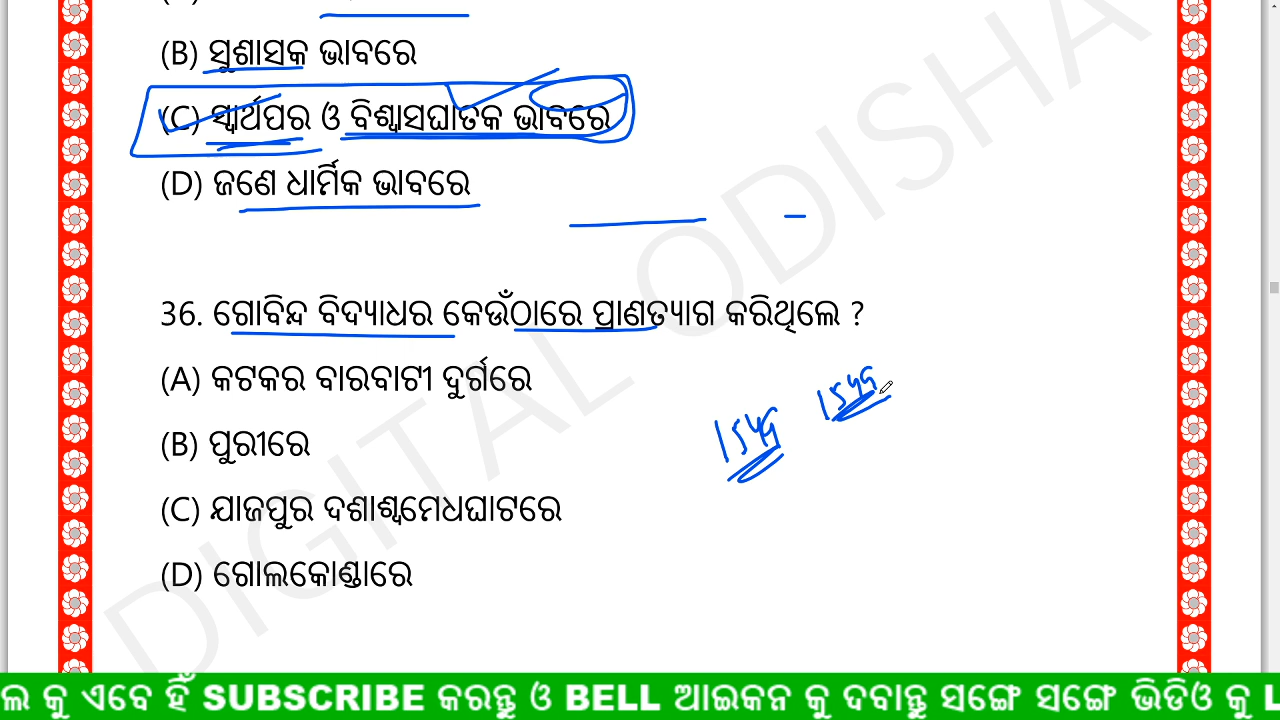 (B) ସୁଶାସକ ଭାବରେ
(C) ସ୍ୱାର୍ଥପର ଓ ବିଶ୍ୱାସଘାତକ ଭାବରେ
(D) ଜଣେ ଧାର୍ମିକ ଭାବରେ
36. ଗୋବିନ୍ଦ ବିଦ୍ୟାଧର କେଉଁଠାରେ ପ୍ରାଣତ୍ୟାଗ କରିଥିଲେ ?
(A) କଟକର ବାରବାଟୀ ଦୁର୍ଗରେ
(B) ପୁରୀରେ
(C) ଯାଜପୁର ଦଶାଶ୍ୱମେଧଘାଟରେ
(D) ଗୋଲକୋଣ୍ଡାରେ
DIGITAL ODISHA
ଲ କୁ ଏବେ ହିଁ SUBSCRIBE କରନ୍ତୁ ଓ BELL ଆଇକନ କୁ ଦବାନ୍ତୁ ସଙ୍ଗେ ସଙ୍ଗେ ଭିଡିଓ କୁ L